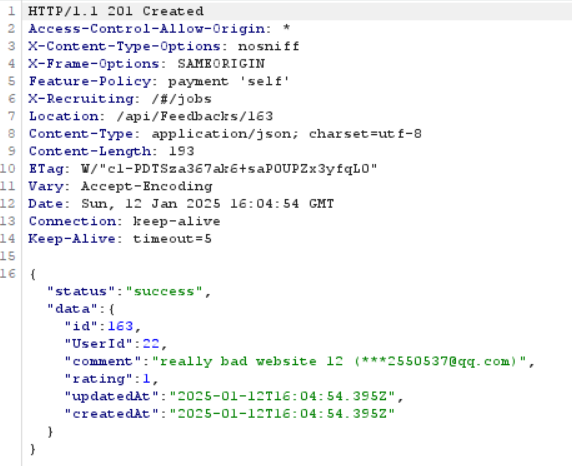 1 HTTP/1.1 201 Created
2 Access-Control-Allow-Origin: *
3 X-Content-Type-Options: nosniff
4 X-Frame-Options: SAMEORIGIN
5 Feature-Policy: payment 'self'
6 X-Recruiting: /#/jobs
7 Location: /api/Feedbacks/163
8 Content-Type: application/json; charset=utf-8
9 Content-Length: 193
10 ETag: W/"c1-PDTSza367ak6+saP0UPZx3yfqL0"
11 Vary: Accept-Encoding
12 Date: Sun, 12 Jan 2025 16:04:54 GMT
13 Connection: keep-alive
14 Keep-Alive: timeout=5
15
16 {
"status":"success",
"data":{
"id":163,
"UserId":22,
"comment":"really bad website 12 (***2550537@qq.com)",
"rating":1,
"updatedAt":"2025-01-12T16:04:54.395Z",
"createdAt":"2025-01-12T16:04:54.395Z"
}
}